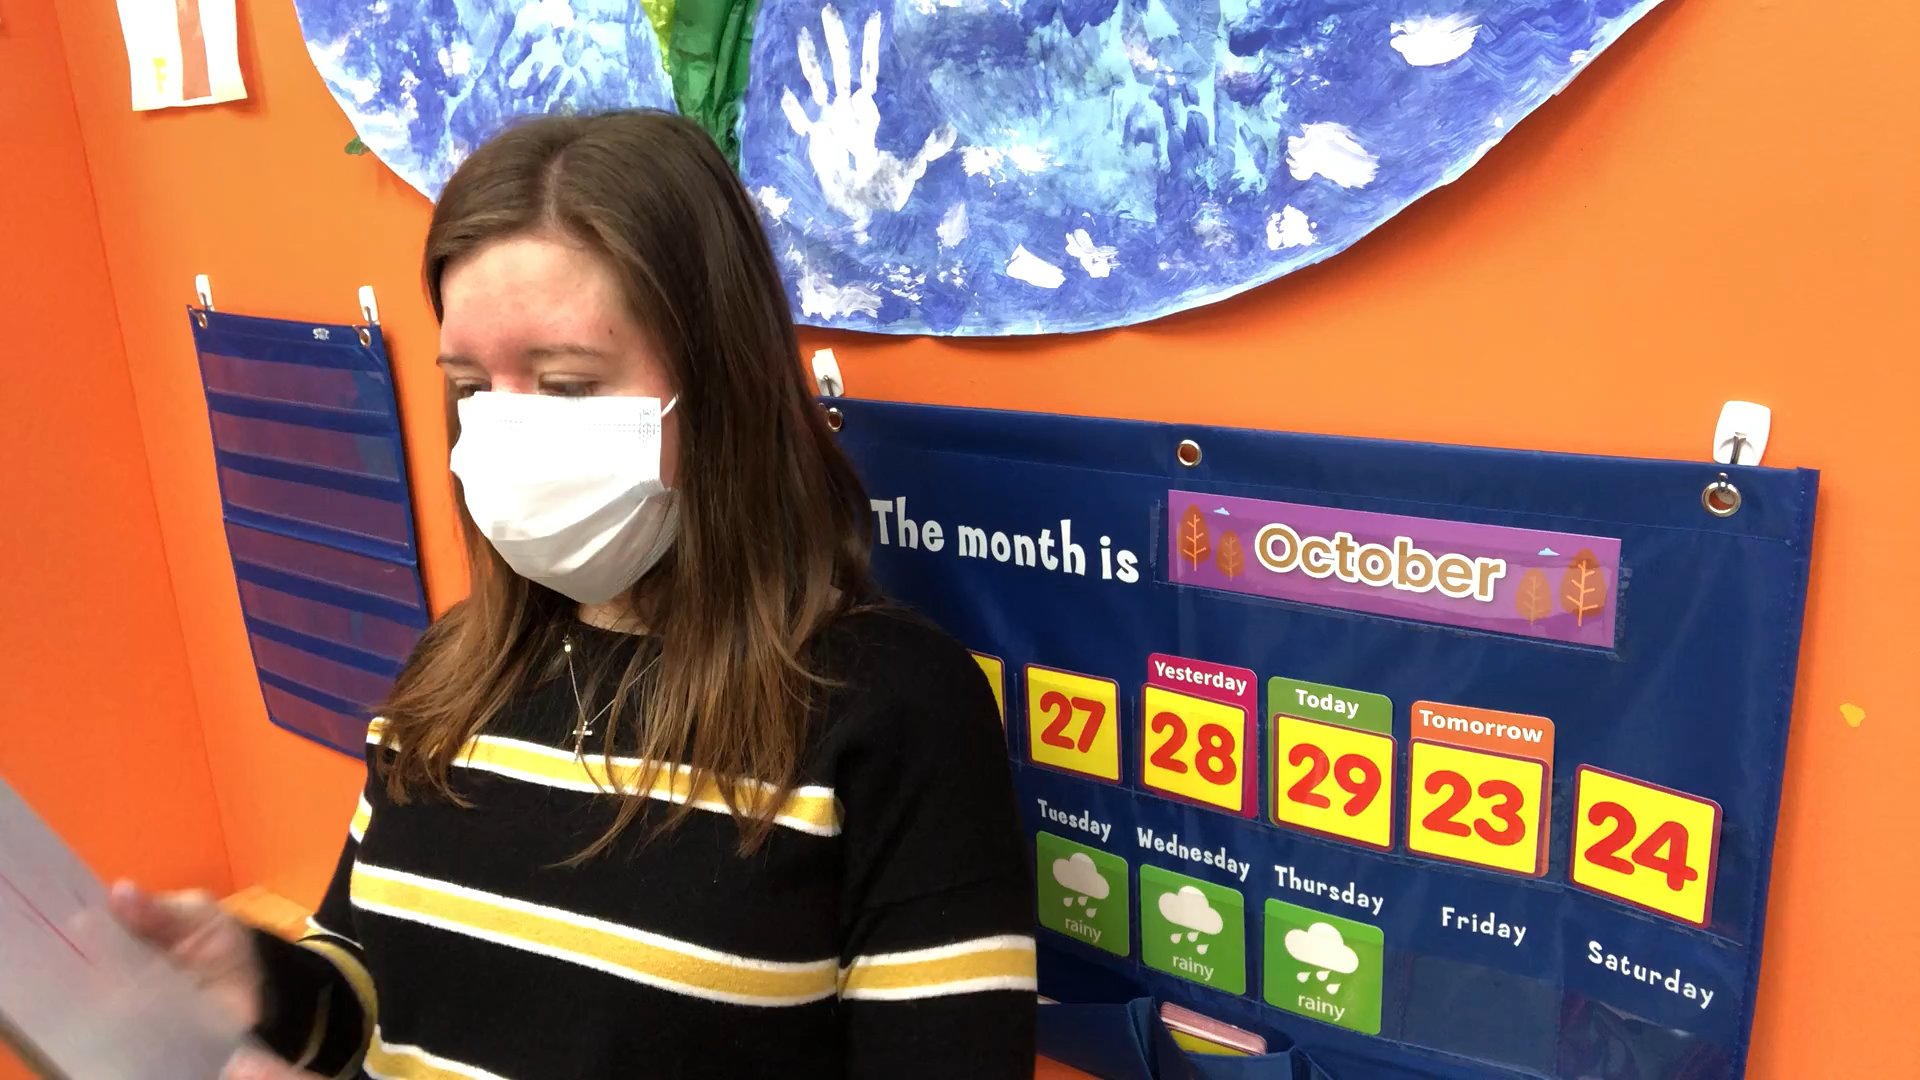 The month is October
Yesterday Today Tomorrow
27 28 29 23 24
Tuesday Wednesday Thursday Friday Saturday
rainy rainy rainy